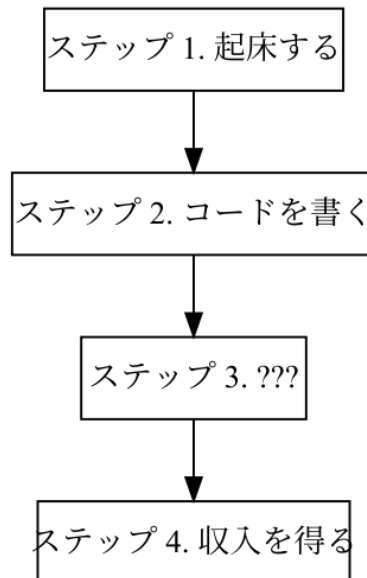 ステップ 1. 起床する
ステップ 2. コードを書く
ステップ 3. ???
ステップ 4. 収入を得る